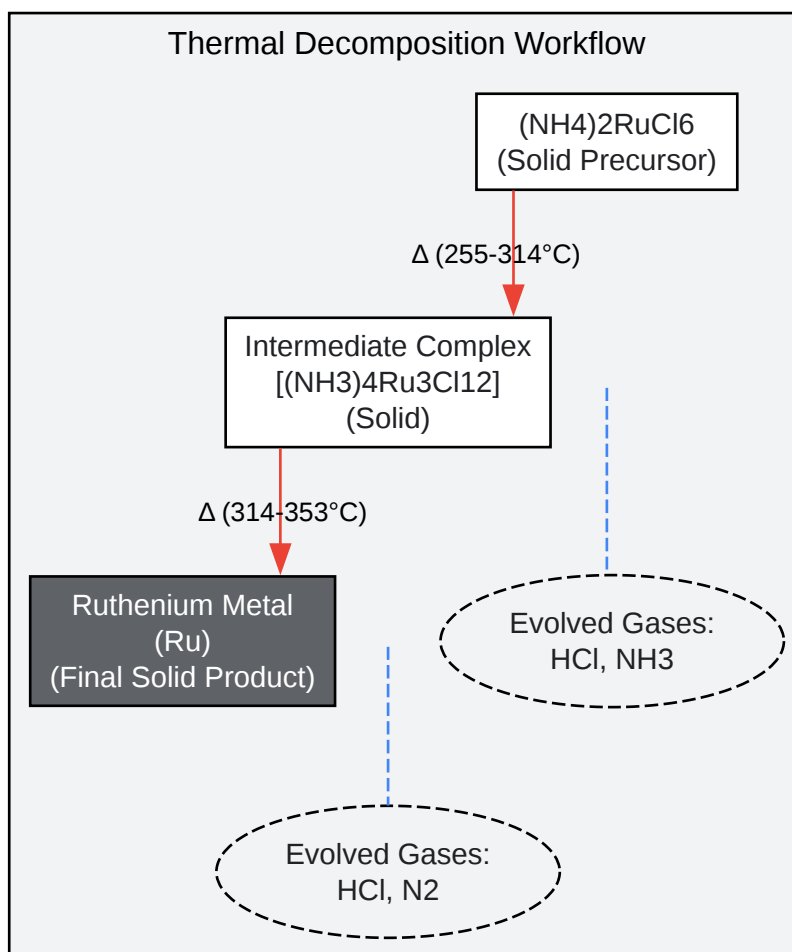 Thermal Decomposition Workflow
(NH4)2RuCl6
(Solid Precursor)
Δ (255-314°C)
Intermediate Complex
[(NH3)4Ru3Cl12]
(Solid)
Δ (314-353°C)
Ruthenium Metal
(Ru)
(Final Solid Product)
Evolved Gases:
HCl, NH3
Evolved Gases:
HCl, N2